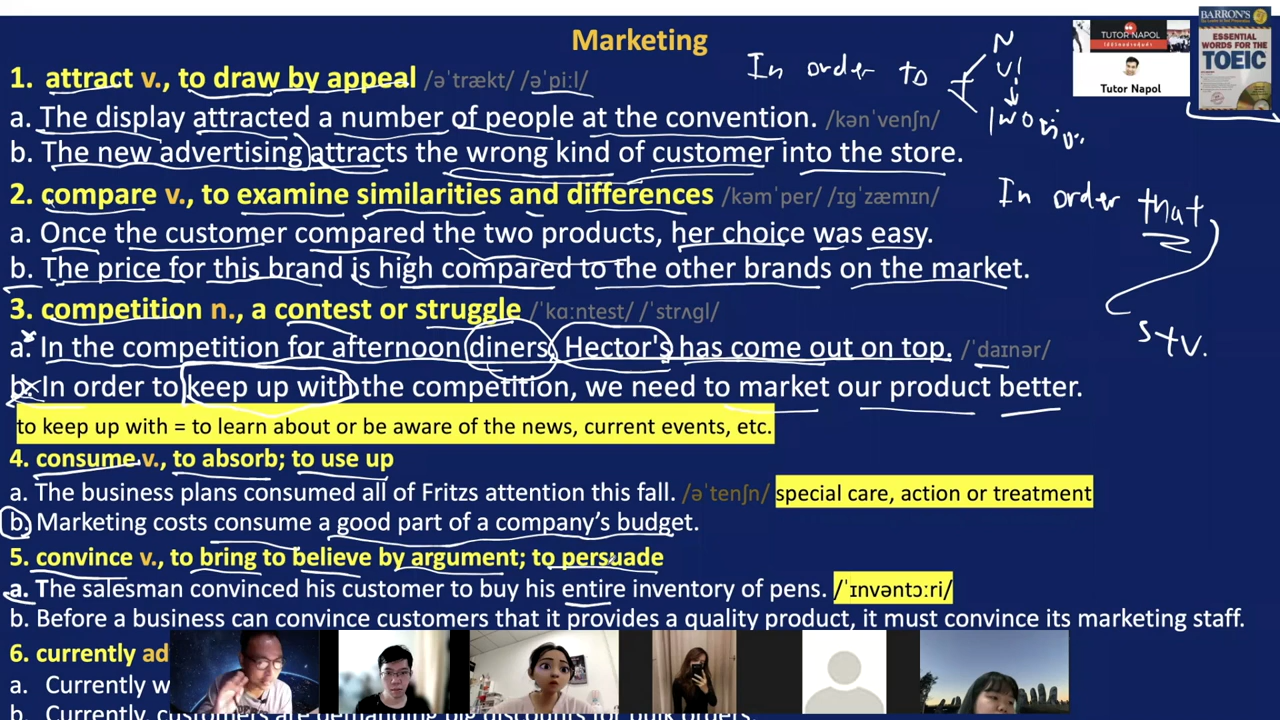 Marketing
1. attract v., to draw by appeal /əˈtrækt/ /əˈpiːl/
a. The display attracted a number of people at the convention. /kənˈvenʃn/
b. The new advertising attracts the wrong kind of customer into the store.
2. compare v., to examine similarities and differences /kəmˈper/ /ɪɡˈzæmɪn/
a. Once the customer compared the two products, her choice was easy.
b. The price for this brand is high compared to the other brands on the market.
3. competition n., a contest or struggle /ˈkɑːntest/ /ˈstrʌɡl/
a. In the competition for afternoon diners, Hector's has come out on top. /ˈdaɪnər/
b. In order to keep up with the competition, we need to market our product better.
to keep up with = to learn about or be aware of the news, current events, etc.
4. consume v., to absorb; to use up
a. The business plans consumed all of Fritzs attention this fall. /əˈtenʃn/ special care, action or treatment
b. Marketing costs consume a good part of a company’s budget.
5. convince v., to bring to believe by argument; to persuade
a. The salesman convinced his customer to buy his entire inventory of pens. /ˈɪnvəntɔːri/
b. Before a business can convince customers that it provides a quality product, it must convince its marketing staff.
6. currently ad
a. Currently w
b. Currently, customers are demanding big discounts for bulk orders.
In order to
N
V1
In order that
S+V.
TUTOR NAPOL
Tutor Napol
BARRON'S
ESSENTIAL
WORDS FOR THE
TOEIC